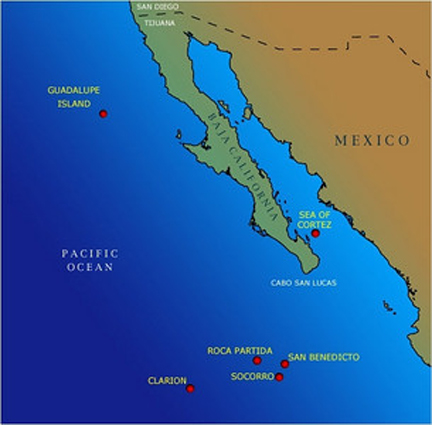 SAN DIEGO
TIJUANA
GUADALUPE
ISLAND
MEXICO
BAJA CALIFORNIA
SEA OF
CORTEZ
PACIFIC
OCEAN
CABO SAN LUCAS
ROCA PARTIDA
SAN BENEDICTO
SOCORRO
CLARION